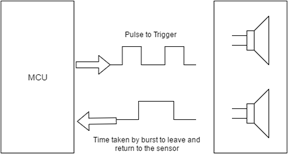 Pulse to Trigger
MCU
Time taken by burst to leave and
return to the sensor